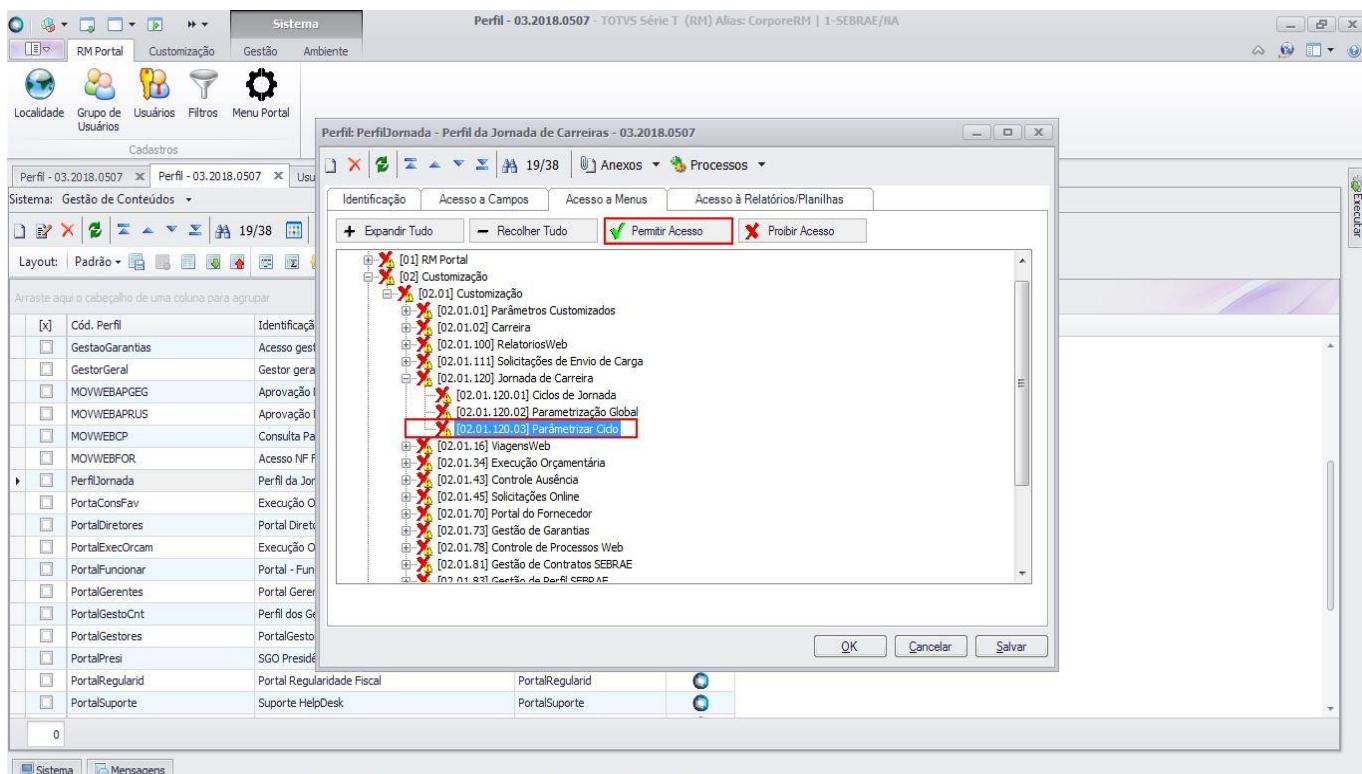 Sistema
Perfil - 03.2018.0507 - TOTVS Série T (RM) Alias: CorporeRM | 1-SEBRAE/NA
RM Portal Customização Gestão Ambiente
Localidade Grupo de Usuários Usuários Filtros Menu Portal
Cadastros
Perfil - 03.2018.0507 Perfil - 03.2018.0507 Usu
Sistema: Gestão de Conteúdos
19/38
Layout: Padrão
Arraste aqui o cabeçalho de uma coluna para agrupar
[x] Cód. Perfil Identificaçã
GestaoGarantias Acesso gest
GestorGeral Gestor gera
MOVWEBAPGEG Aprovação
MOVWEBAPRUS Aprovação
MOVWEBCP Consulta Pa
MOVWEBFOR Acesso NF F
PerfilJornada Perfil da Jor
PortaConsFav Execução O
PortalDiretores Portal Direto
PortalExecOrcam Execução O
PortalFuncionar Portal - Fun
PortalGerentes Portal Geren
PortalGestoCnt Perfil dos Ge
PortalGestores PortalGesto
PortalPresi SGO Preside
PortalRegularid Portal Regularidade Fiscal PortalRegularid
PortalSuporte Suporte HelpDesk PortalSuporte
0
Sistema Mensagens
Executar
Perfil: PerfilJornada - Perfil da Jornada de Carreiras - 03.2018.0507
19/38 Anexos Processos
Identificação Acesso a Campos Acesso a Menus Acesso à Relatórios/Planilhas
Expandir Tudo Recolher Tudo Permitir Acesso Proibir Acesso
[01] RM Portal
[02] Customização
[02.01] Customização
[02.01.01] Parâmetros Customizados
[02.01.02] Carreira
[02.01.100] RelatoriosWeb
[02.01.111] Solicitações de Envio de Carga
[02.01.120] Jornada de Carreira
[02.01.120.01] Ciclos de Jornada
[02.01.120.02] Parametrização Global
[02.01.120.03] Parâmetrizar Ciclo
[02.01.16] ViagensWeb
[02.01.34] Execução Orçamentária
[02.01.43] Controle Ausência
[02.01.45] Solicitações Online
[02.01.70] Portal do Fornecedor
[02.01.73] Gestão de Garantias
[02.01.78] Controle de Processos Web
[02.01.81] Gestão de Contratos SEBRAE
[02.01.83] Gestão de Perfil SEBRAE
OK Cancelar Salvar